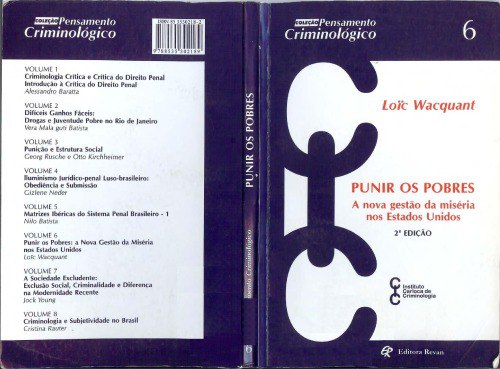 COLEÇÃO Pensamento
Criminológico
ISBN 85 3530218-2
9788535302189
VOLUME 1
Criminologia Crítica e Crítica do Direito Penal
Introdução à Crítica do Direito Penal
Alessandro Baratta
VOLUME 2
Difíceis Ganhos Fáceis:
Drogas e Juventude Pobre no Rio de Janeiro
Vera Mala guti Batista
VOLUME 3
Punição e Estrutura Social
Georg Rusche e Otto Kirchheimer
VOLUME 4
Iluminismo Jurídico-penal Luso-brasileiro:
Obediência e Submissão
Gizlene Neder
VOLUME 5
Matrizes Ibéricas do Sistema Penal Brasileiro - 1
Nilo Batista
VOLUME 6
Punir os Pobres: a Nova Gestão da Miséria
nos Estados Unidos
Loïc Wacquant
VOLUME 7
A Sociedade Excludente:
Exclusão Social, Criminalidade e Diferença
na Modernidade Recente
Jock Young
VOLUME 8
Criminologia e Subjetividade no Brasil
Cristina Rauter
PUNIR OS POBRES
Criminológico
6
COLEÇÃO Pensamento
Criminológico
6
Loïc Wacquant
PUNIR OS POBRES
A nova gestão da miséria
nos Estados Unidos
2ª EDIÇÃO
Instituto
Carioca de
Criminologia
Editora Revan